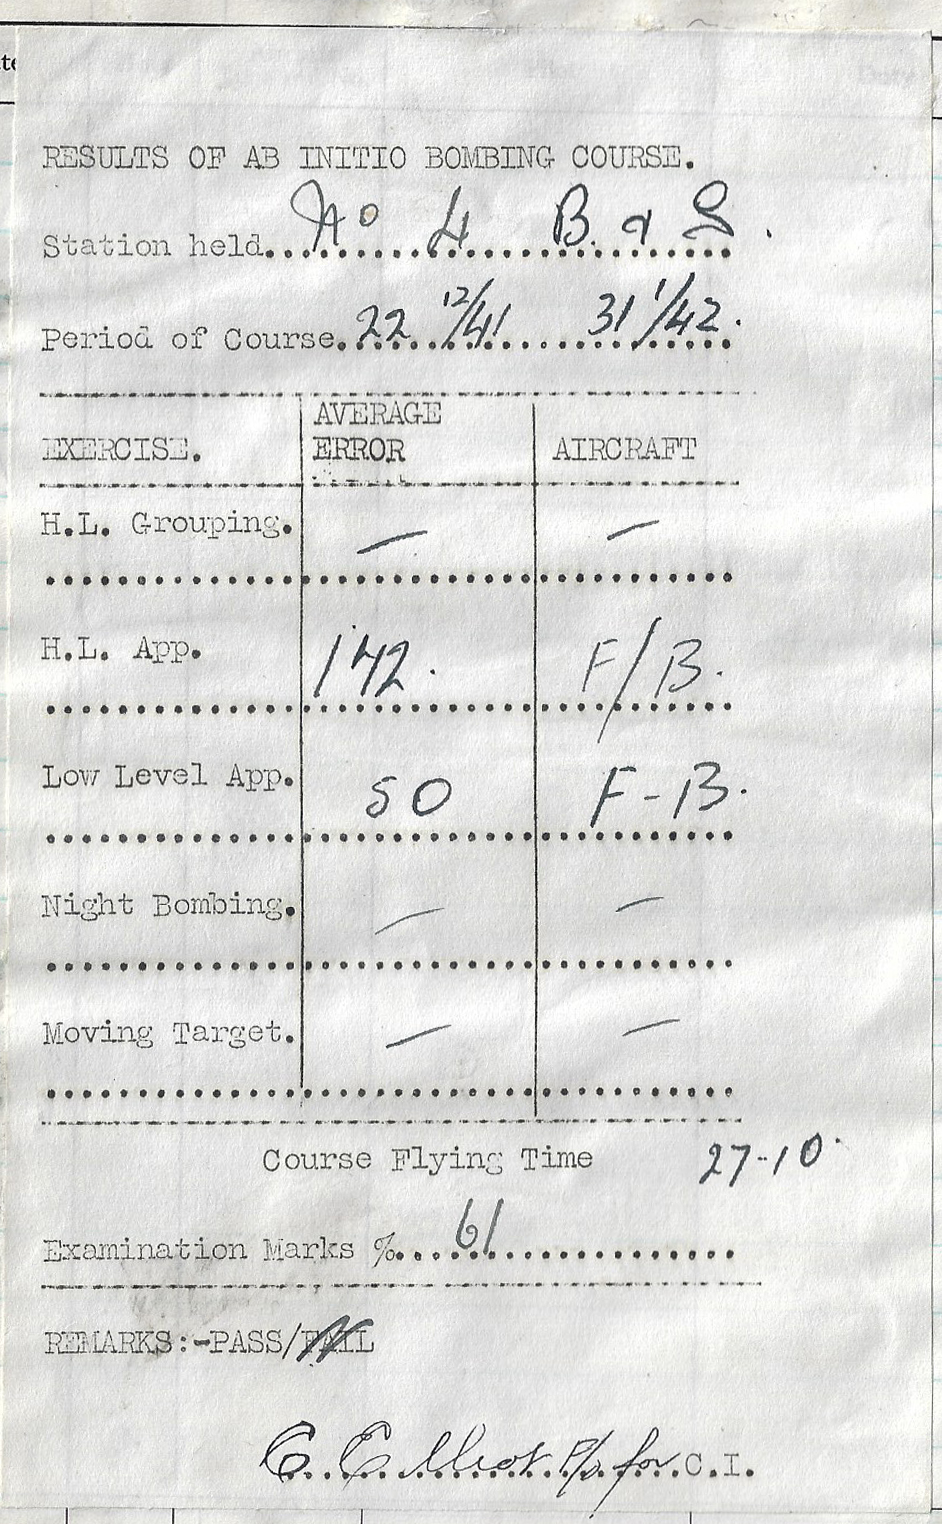 te
RESULTS OF AB INITIO BOMBING COURSE.
Station held.. No 4 B. & S.
Period of Course. 22 12/41 31 1/42.
EXERCISE. AVERAGE ERROR AIRCRAFT
H.L. Grouping. — —
H.L. App. 142. F/B.
Low Level App. 50 F-B.
Night Bombing. — —
Moving Target. — —
Course Flying Time 27-10.
Examination Marks %.. 61
REMARKS:-PASS/FAIL
P/O for C.I.